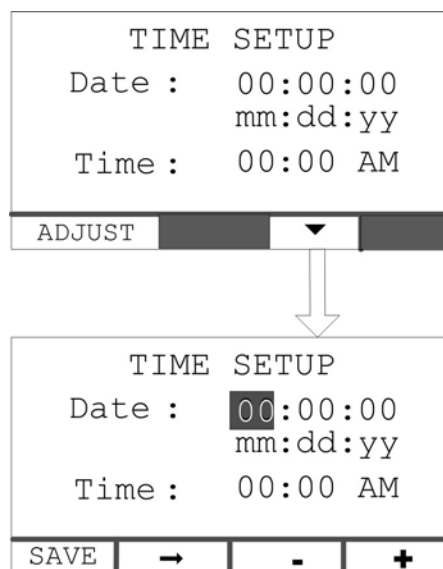 TIME SETUP
Date : 00:00:00
mm:dd:yy
Time : 00:00 AM
ADJUST ▼
TIME SETUP
Date : 00:00:00
mm:dd:yy
Time : 00:00 AM
SAVE → - +